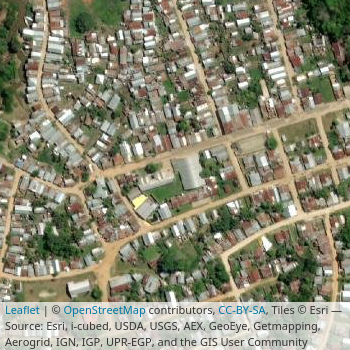 Leaflet | © OpenStreetMap contributors, CC-BY-SA, Tiles © Esri —
Source: Esri, i-cubed, USDA, USGS, AEX, GeoEye, Getmapping,
Aerogrid, IGN, IGP, UPR-EGP, and the GIS User Community